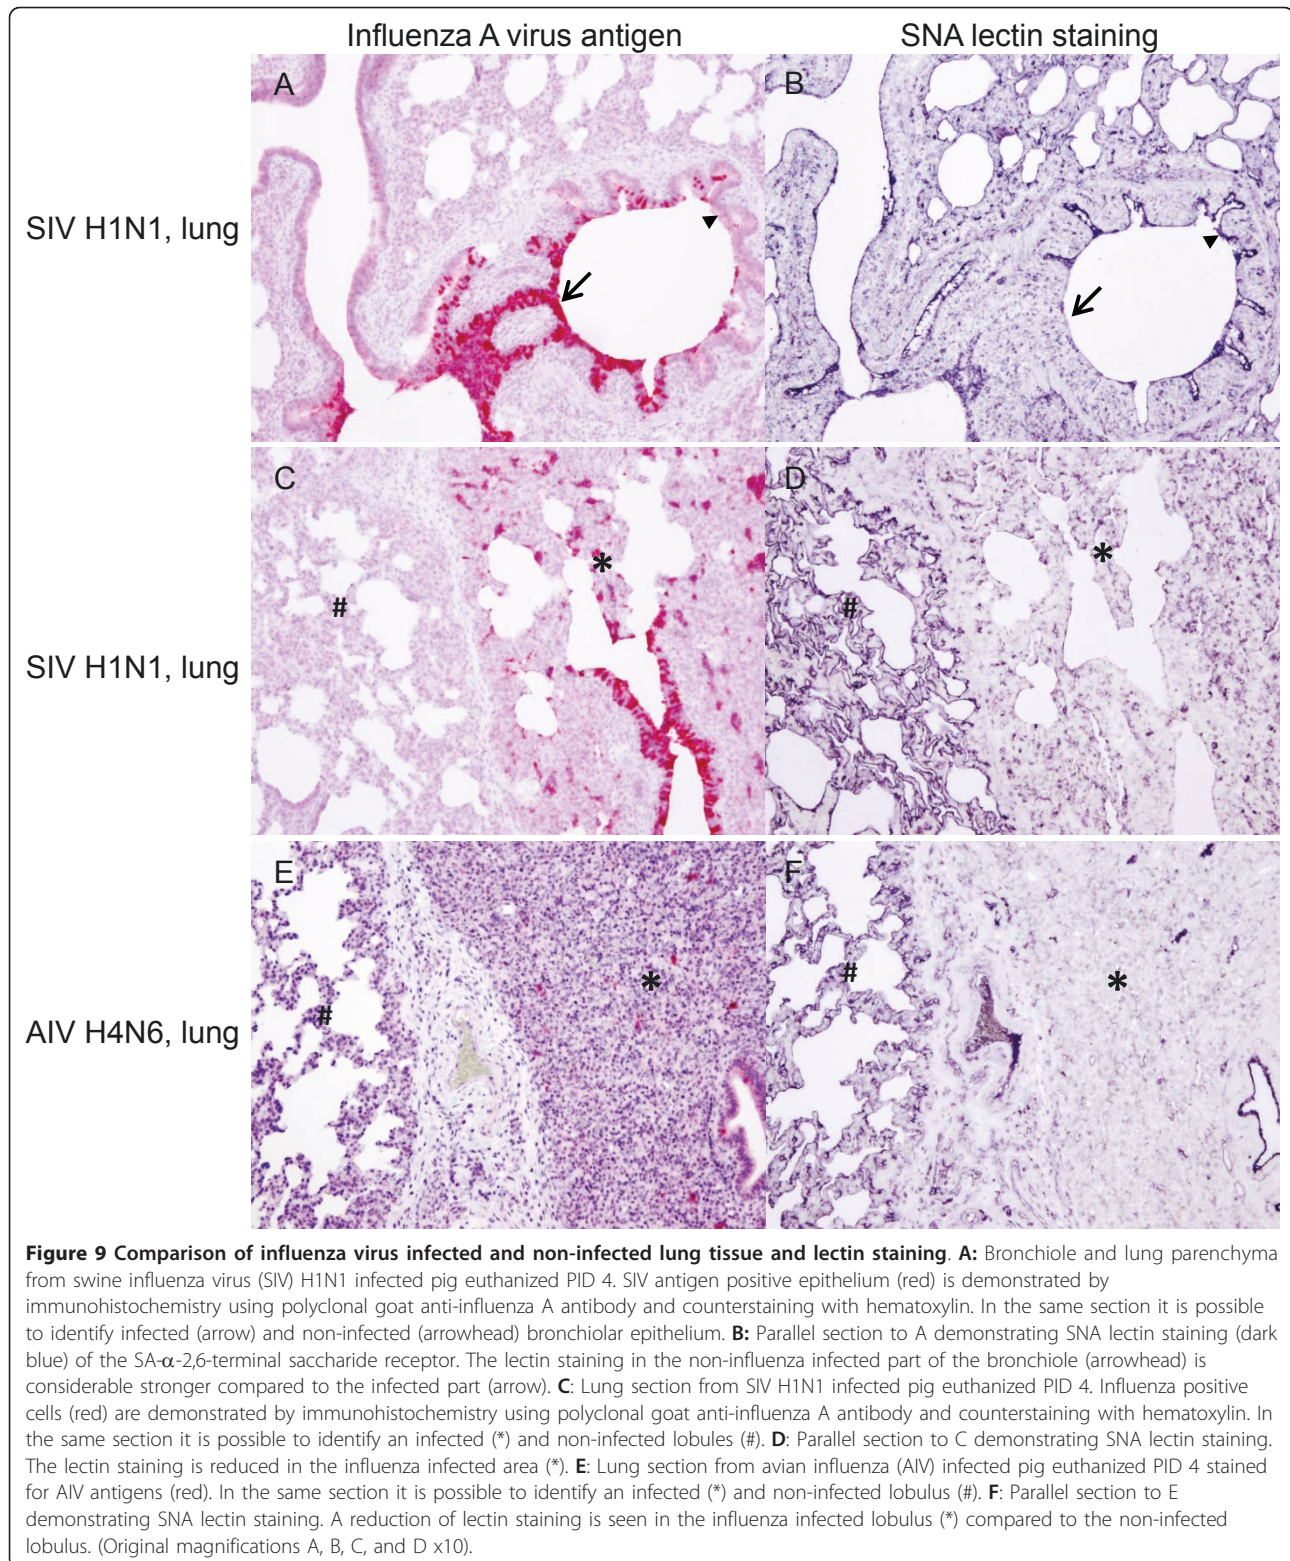 Influenza A virus antigen SNA lectin staining
A B
SIV H1N1, lung
C D
* *
# #
SIV H1N1, lung
E F
* *
# #
AIV H4N6, lung
Figure 9 Comparison of influenza virus infected and non-infected lung tissue and lectin staining. A: Bronchiole and lung parenchyma
from swine influenza virus (SIV) H1N1 infected pig euthanized PID 4. SIV antigen positive epithelium (red) is demonstrated by
immunohistochemistry using polyclonal goat anti-influenza A antibody and counterstaining with hematoxylin. In the same section it is possible
to identify infected (arrow) and non-infected (arrowhead) bronchiolar epithelium. B: Parallel section to A demonstrating SNA lectin staining (dark
blue) of the SA-α-2,6-terminal saccharide receptor. The lectin staining in the non-influenza infected part of the bronchiole (arrowhead) is
considerable stronger compared to the infected part (arrow). C: Lung section from SIV H1N1 infected pig euthanized PID 4. Influenza positive
cells (red) are demonstrated by immunohistochemistry using polyclonal goat anti-influenza A antibody and counterstaining with hematoxylin. In
the same section it is possible to identify an infected (*) and non-infected lobules (#). D: Parallel section to C demonstrating SNA lectin staining.
The lectin staining is reduced in the influenza infected area (*). E: Lung section from avian influenza (AIV) infected pig euthanized PID 4 stained
for AIV antigens (red). In the same section it is possible to identify an infected (*) and non-infected lobulus (#). F: Parallel section to E
demonstrating SNA lectin staining. A reduction of lectin staining is seen in the influenza infected lobulus (*) compared to the non-infected
lobulus. (Original magnifications A, B, C, and D x10).